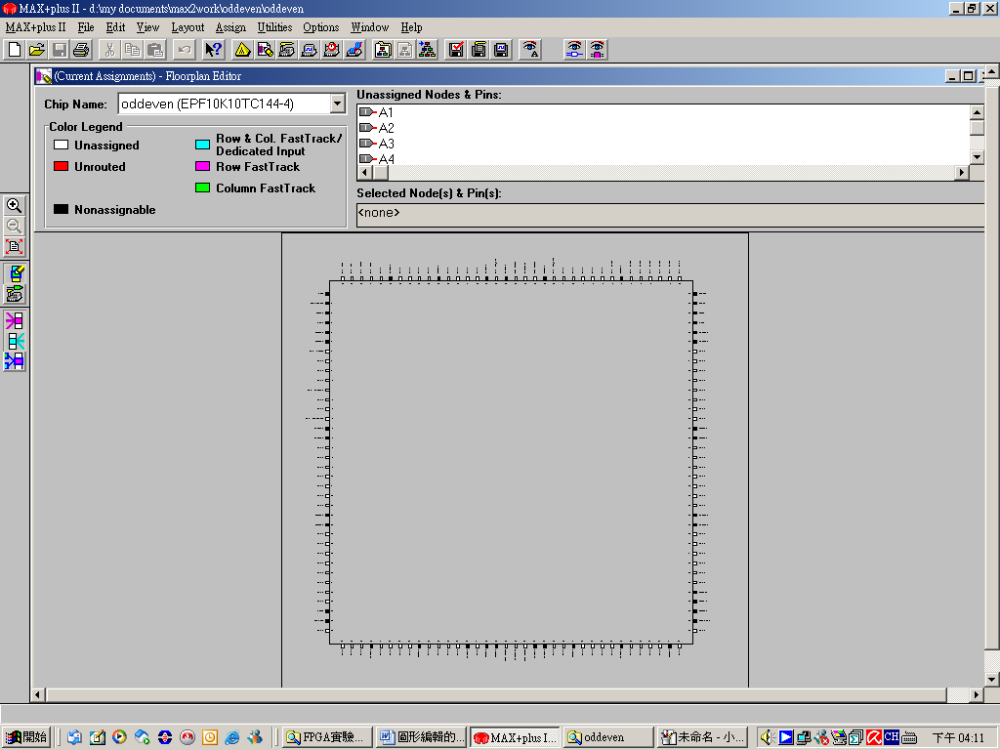 MAX+plus II - d:\my documents\max2work\oddeven\oddeven
MAX+plus II File Edit View Layout Assign Utilities Options Window Help
(Current Assignments) - Floorplan Editor
Chip Name: oddeven (EPF10K10TC144-4)
Color Legend
Unassigned
Unrouted
Nonassignable
Row & Col. FastTrack/
Dedicated Input
Row FastTrack
Column FastTrack
Unassigned Nodes & Pins:
A1
A2
A3
A4
Selected Node(s) & Pin(s):
<none>
開始 FPGA實驗... 圖形編輯的... MAX+plus I... oddeven 未命名 - 小... CH 下午 04:11